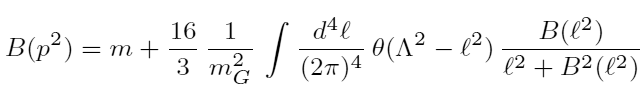 B(p^2) = m + \frac{16}{3} \frac{1}{m_G^2} \int \frac{d^4\ell}{(2\pi)^4} \theta(\Lambda^2 - \ell^2) \frac{B(\ell^2)}{\ell^2 + B^2(\ell^2)}